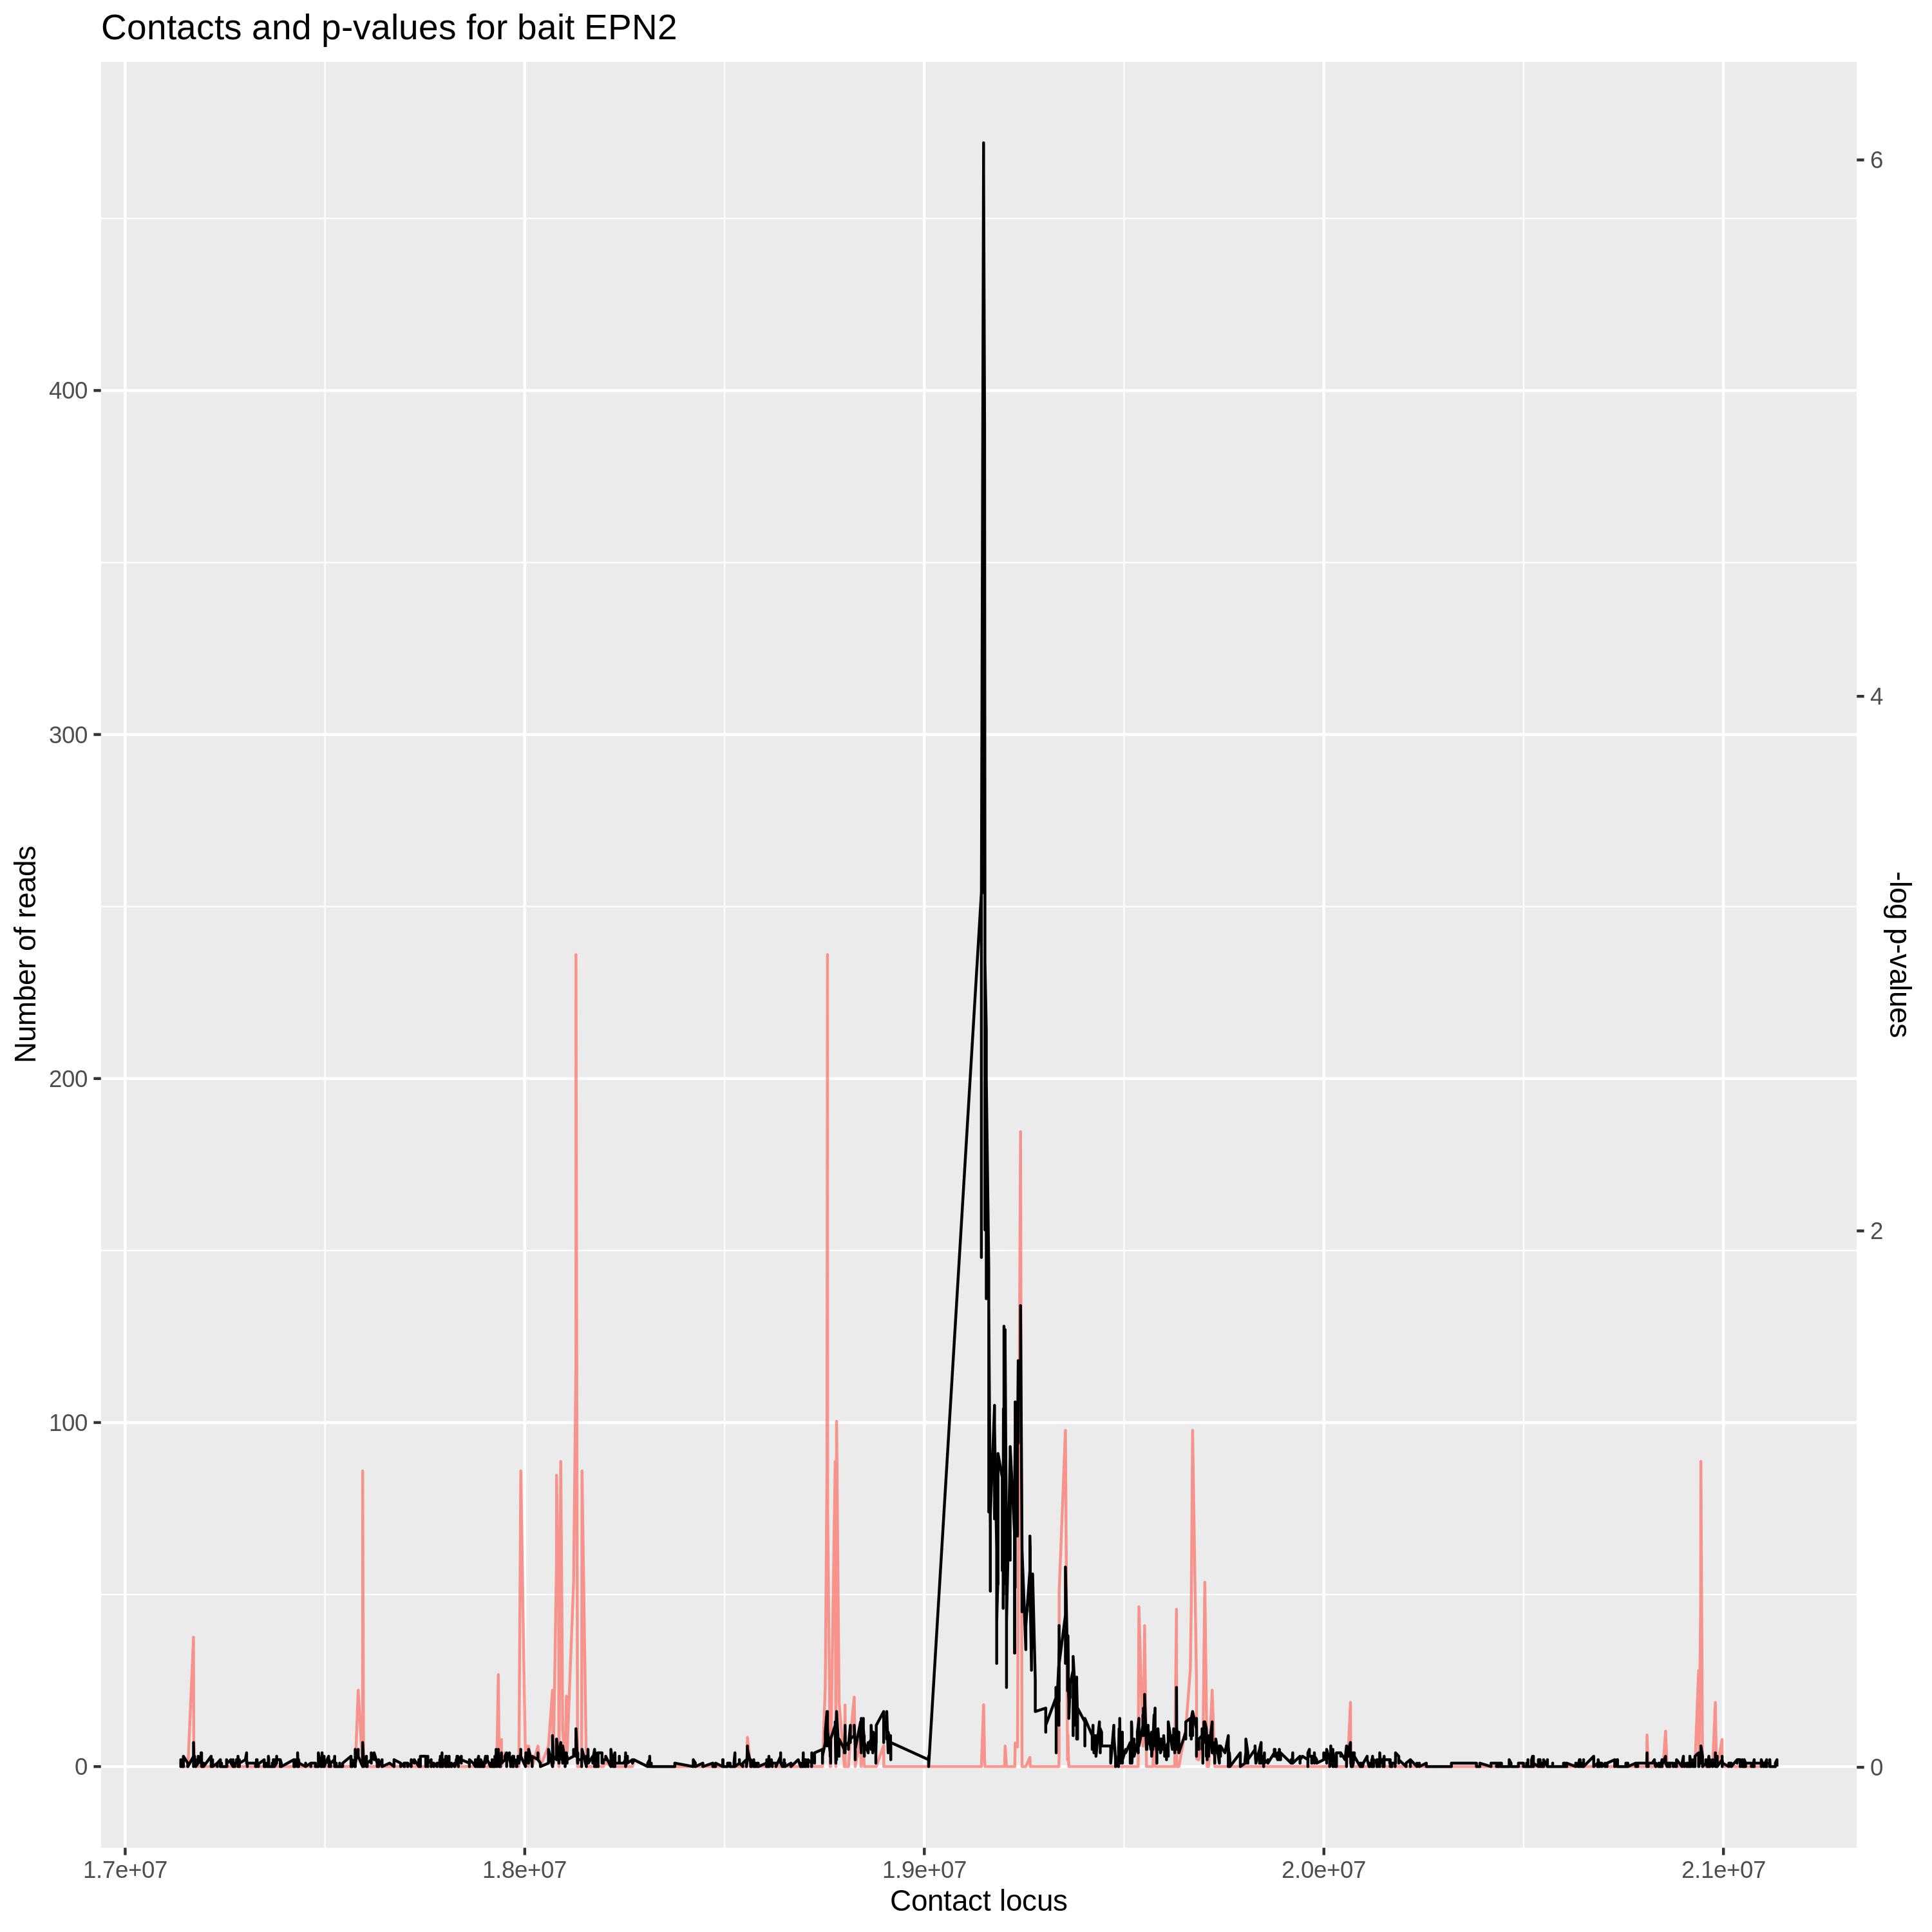 Contacts and p-values for bait EPN2
Number of reads
400
300
200
100
0
6
4
2
0
-log p-values
1.7e+07
1.8e+07
1.9e+07
2.0e+07
2.1e+07
Contact locus